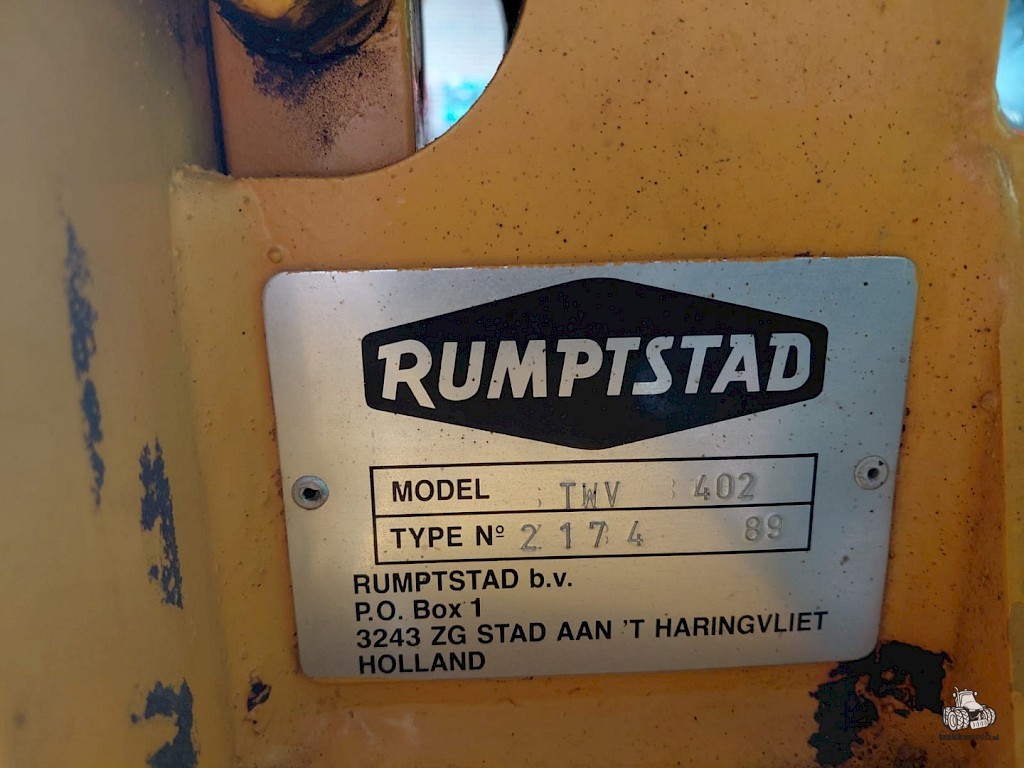 RUMPTSTAD
MODEL TWV 402
TYPE Nº 2174 89
RUMPTSTAD b.v.
P.O. Box 1
3243 ZG STAD AAN 'T HARINGVLIET
HOLLAND